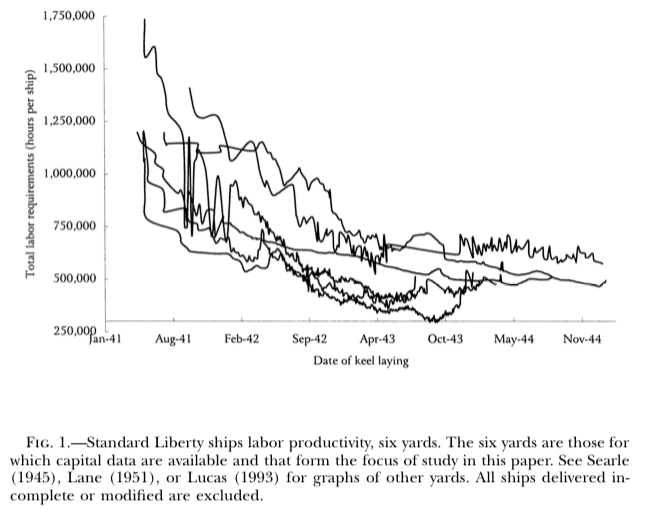 1,750,000
1,500,000
1,250,000
1,000,000
750,000
500,000
250,000
Total labor requirements (hours per ship)
Jan-41 Aug-41 Feb-42 Sep-42 Apr-43 Oct-43 May-44 Nov-44
Date of keel laying
FIG. 1.—Standard Liberty ships labor productivity, six yards. The six yards are those for
which capital data are available and that form the focus of study in this paper. See Searle
(1945), Lane (1951), or Lucas (1993) for graphs of other yards. All ships delivered in-
complete or modified are excluded.